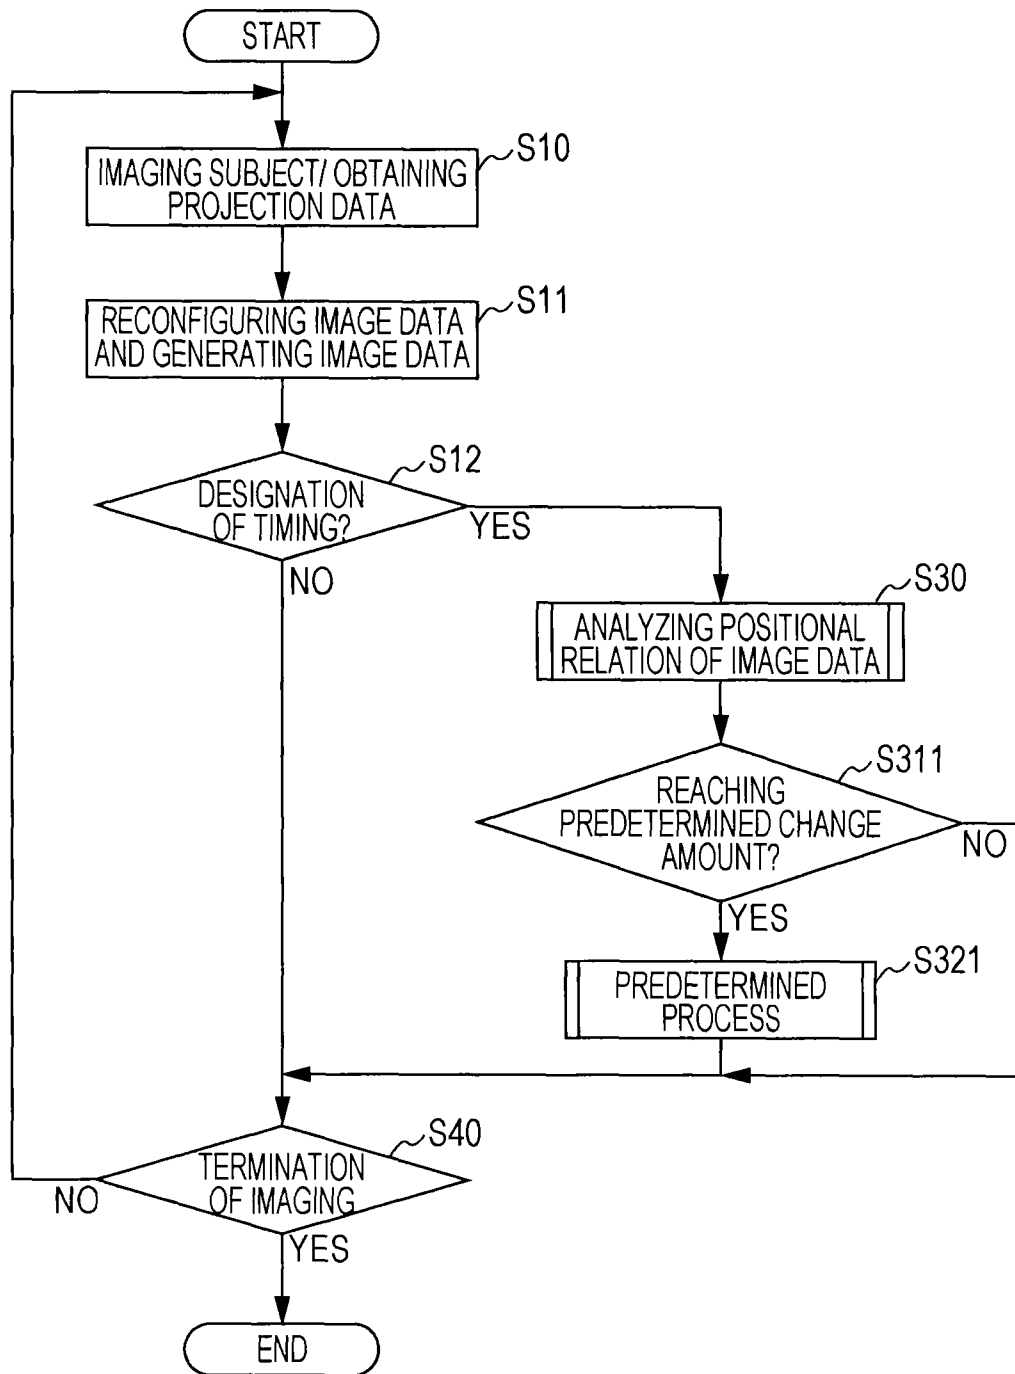 START
S10
IMAGING SUBJECT/ OBTAINING
PROJECTION DATA
S11
RECONFIGURING IMAGE DATA
AND GENERATING IMAGE DATA
S12
DESIGNATION
OF TIMING?
YES
NO
S30
ANALYZING POSITIONAL
RELATION OF IMAGE DATA
S311
REACHING
PREDETERMINED CHANGE
AMOUNT?
NO
YES
S321
PREDETERMINED
PROCESS
S40
TERMINATION
OF IMAGING
NO
YES
END